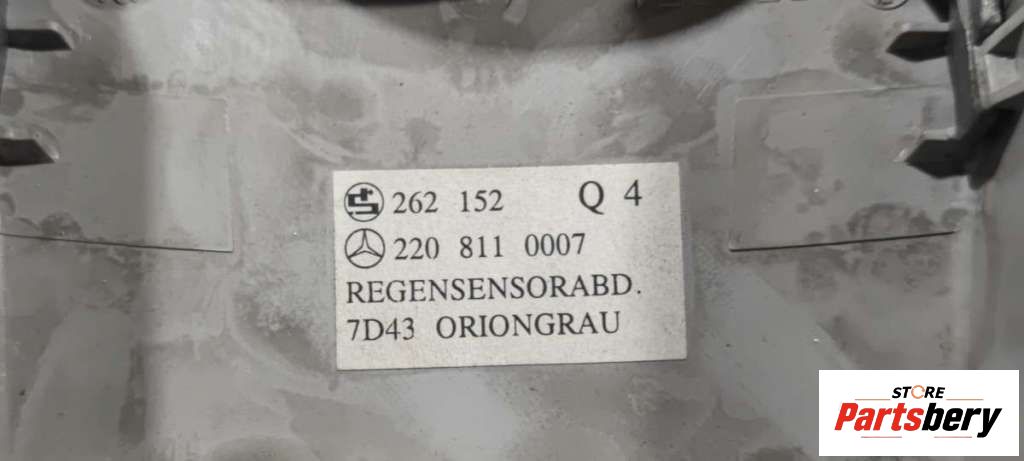 262 152 Q 4
220 811 0007
REGENSENSORABD.
7D43 ORIONGRAU
STORE
Partsbery